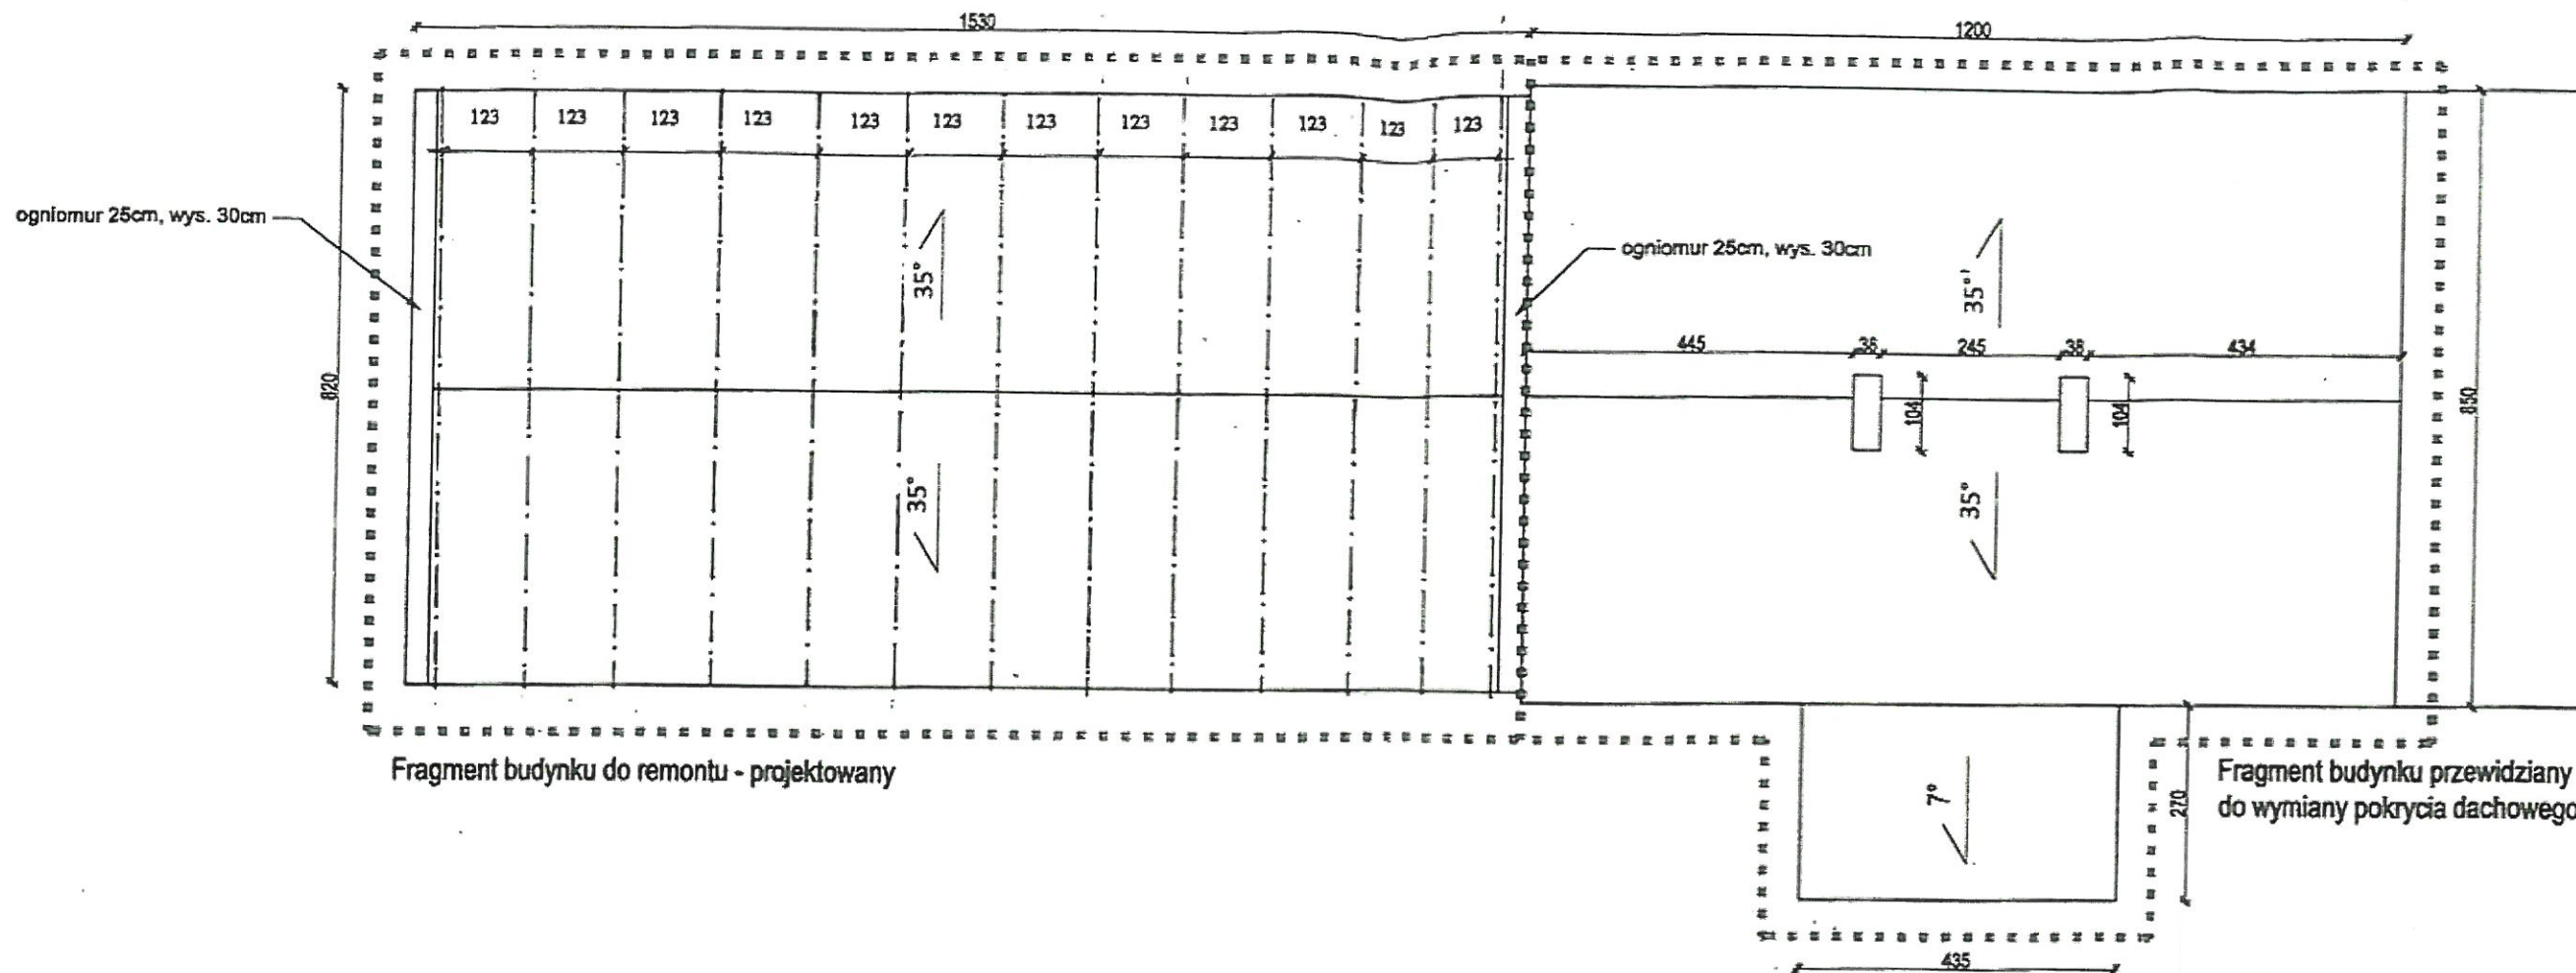 1530
1200
123 123 123 123 123 123 123 123 123 123 123 123
ogniomur 25cm, wys. 30cm
ogniomur 25cm, wys. 30cm
35°
35°
445 38 245 38 434
820
104
104
850
35°
35°
Fragment budynku do remontu - projektowany
Fragment budynku przewidziany
do wymiany pokrycia dachowego
7°
270
435